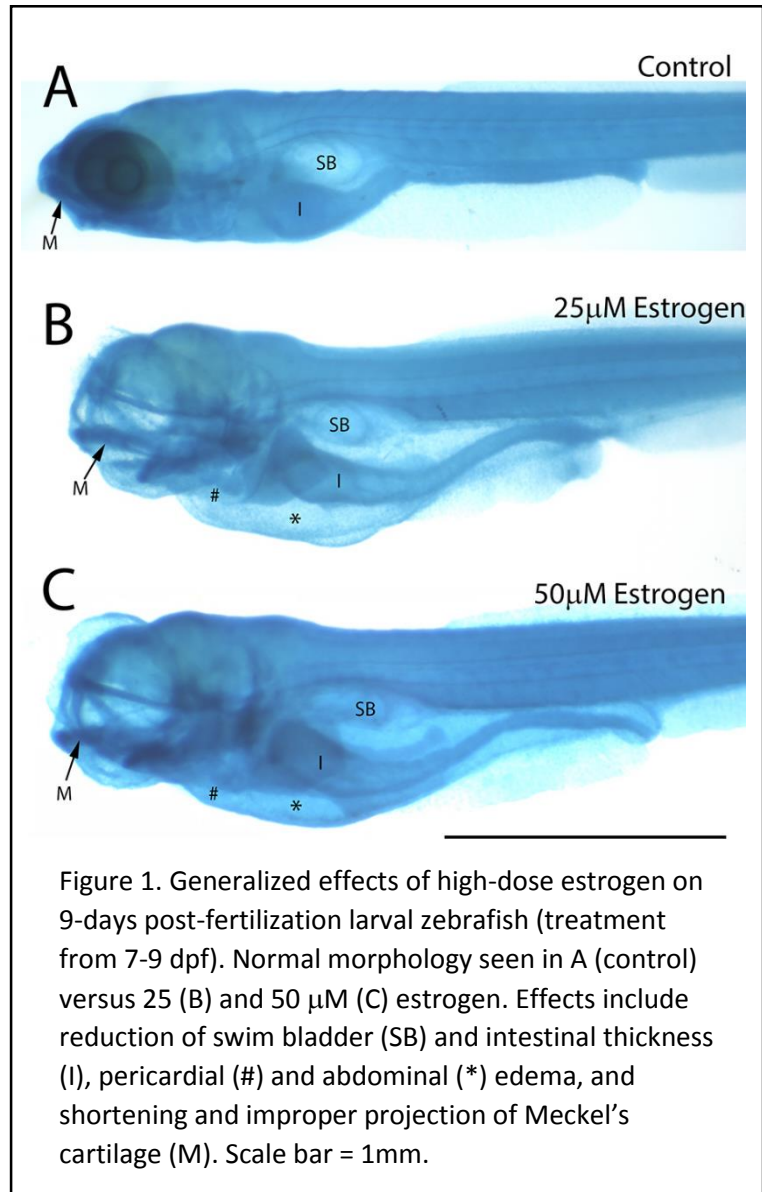 A
Control
SB
I
M
B
25μM Estrogen
SB
I
M
#
*
C
50μM Estrogen
SB
I
M
#
*
Figure 1. Generalized effects of high-dose estrogen on
9-days post-fertilization larval zebrafish (treatment
from 7-9 dpf). Normal morphology seen in A (control)
versus 25 (B) and 50 μM (C) estrogen. Effects include
reduction of swim bladder (SB) and intestinal thickness
(I), pericardial (#) and abdominal (*) edema, and
shortening and improper projection of Meckel’s
cartilage (M). Scale bar = 1mm.